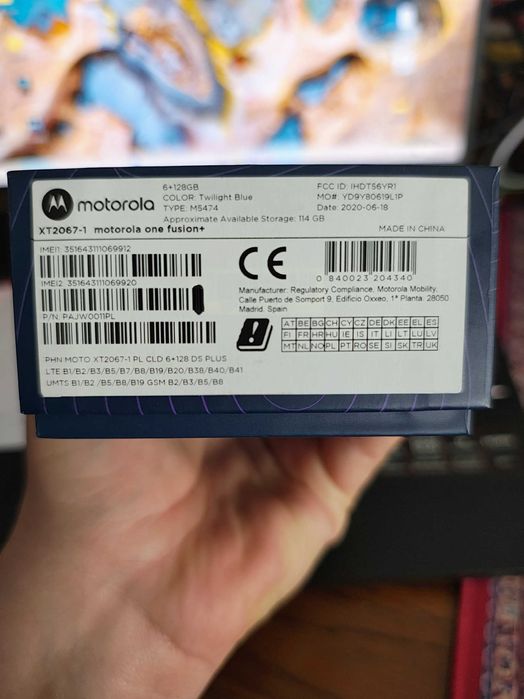 motorola
6+128GB
COLOR: Twilight Blue
TYPE: M5474
Approximate Available Storage: 114 GB
FCC ID: IHDT56YR1
MO#: YD9Y80619L1P
Date: 2020-06-18
XT2067-1 motorola one fusion+
MADE IN CHINA
IMEI1: 351643111069912
IMEI2: 351643111069920
P/N: PAJW0011PL
CE
0 840023 204340
Manufacturer: Regulatory Compliance, Motorola Mobility,
Calle Puerto de Somport 9, Edificio Oxxeo, 1ª Planta. 28050
Madrid. Spain
AT BE BG CH CY CZ DE DK EE EL ES
FI FR HR HU IE IS IT LI LT LU LV
MT NL NO PL PT RO SE SI SK TR UK
PHN MOTO XT2067-1 PL CLD 6+128 DS PLUS
LTE B1/B2/B3/B5/B7/B8/B19/B20/B38/B40/B41
UMTS B1/B2 /B5/B8/B19 GSM B2/B3/B5/B8